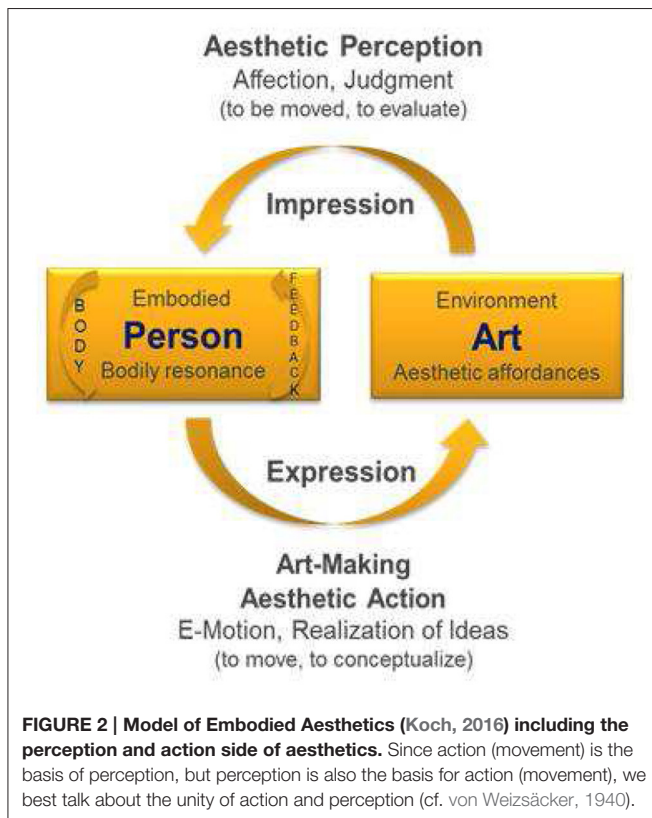 Aesthetic Perception
Affection, Judgment
(to be moved, to evaluate)
Impression
BODY
Embodied
Person
Bodily resonance
FEEDBACK
Environment
Art
Aesthetic affordances
Expression
Art-Making
Aesthetic Action
E-Motion, Realization of Ideas
(to move, to conceptualize)
FIGURE 2 | Model of Embodied Aesthetics (Koch, 2016) including the
perception and action side of aesthetics. Since action (movement) is the
basis of perception, but perception is also the basis for action (movement), we
best talk about the unity of action and perception (cf. von Weizsäcker, 1940).